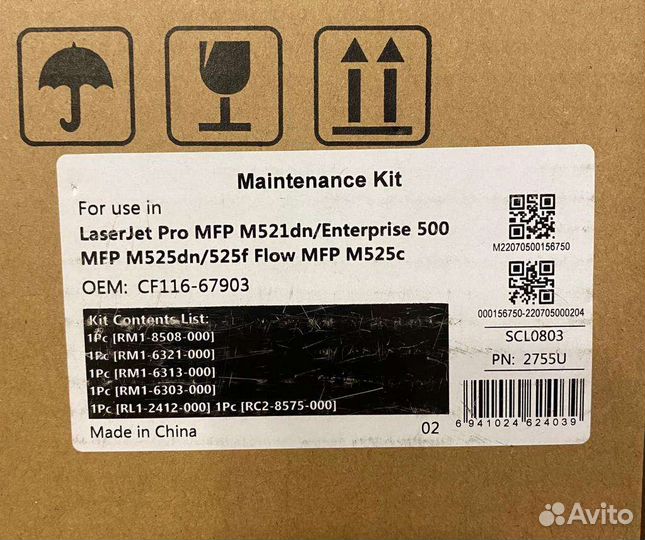 Maintenance Kit
For use in
LaserJet Pro MFP M521dn/Enterprise 500
MFP M525dn/525f Flow MFP M525c
OEM: CF116-67903
Kit Contents List:
1Pc [RM1-8508-000]
1Pc [RM1-6321-000]
1Pc [RM1-6313-000]
1Pc [RM1-6303-000]
1Pc [RL1-2412-000] 1Pc [RC2-8575-000]
Made in China
02
M22070500156750
000156750-220705000204
SCL0803
PN: 2755U
6 941024 624039
Avito